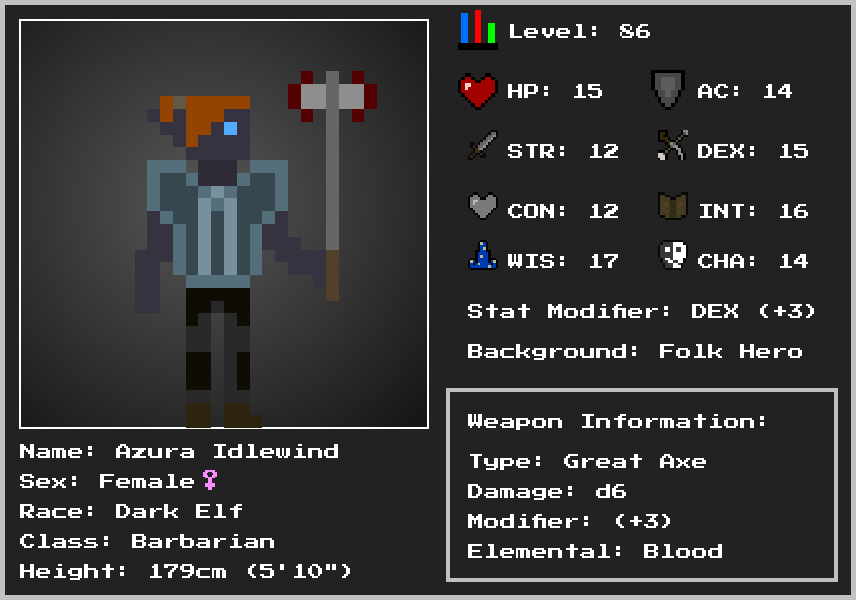 Level: 86
HP: 15
AC: 14
STR: 12
DEX: 15
CON: 12
INT: 16
WIS: 17
CHA: 14
Stat Modifier: DEX (+3)
Background: Folk Hero
Weapon Information:
Type: Great Axe
Damage: d6
Modifier: (+3)
Elemental: Blood
Name: Azura Idlewind
Sex: Female♀
Race: Dark Elf
Class: Barbarian
Height: 179cm (5'10")